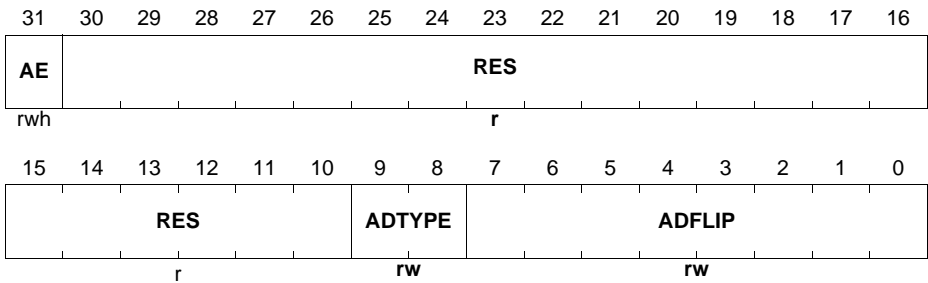 31 30 29 28 27 26 25 24 23 22 21 20 19 18 17 16
AE RES
rwh r
15 14 13 12 11 10 9 8 7 6 5 4 3 2 1 0
RES ADTYPE ADFLIP
r rw rw